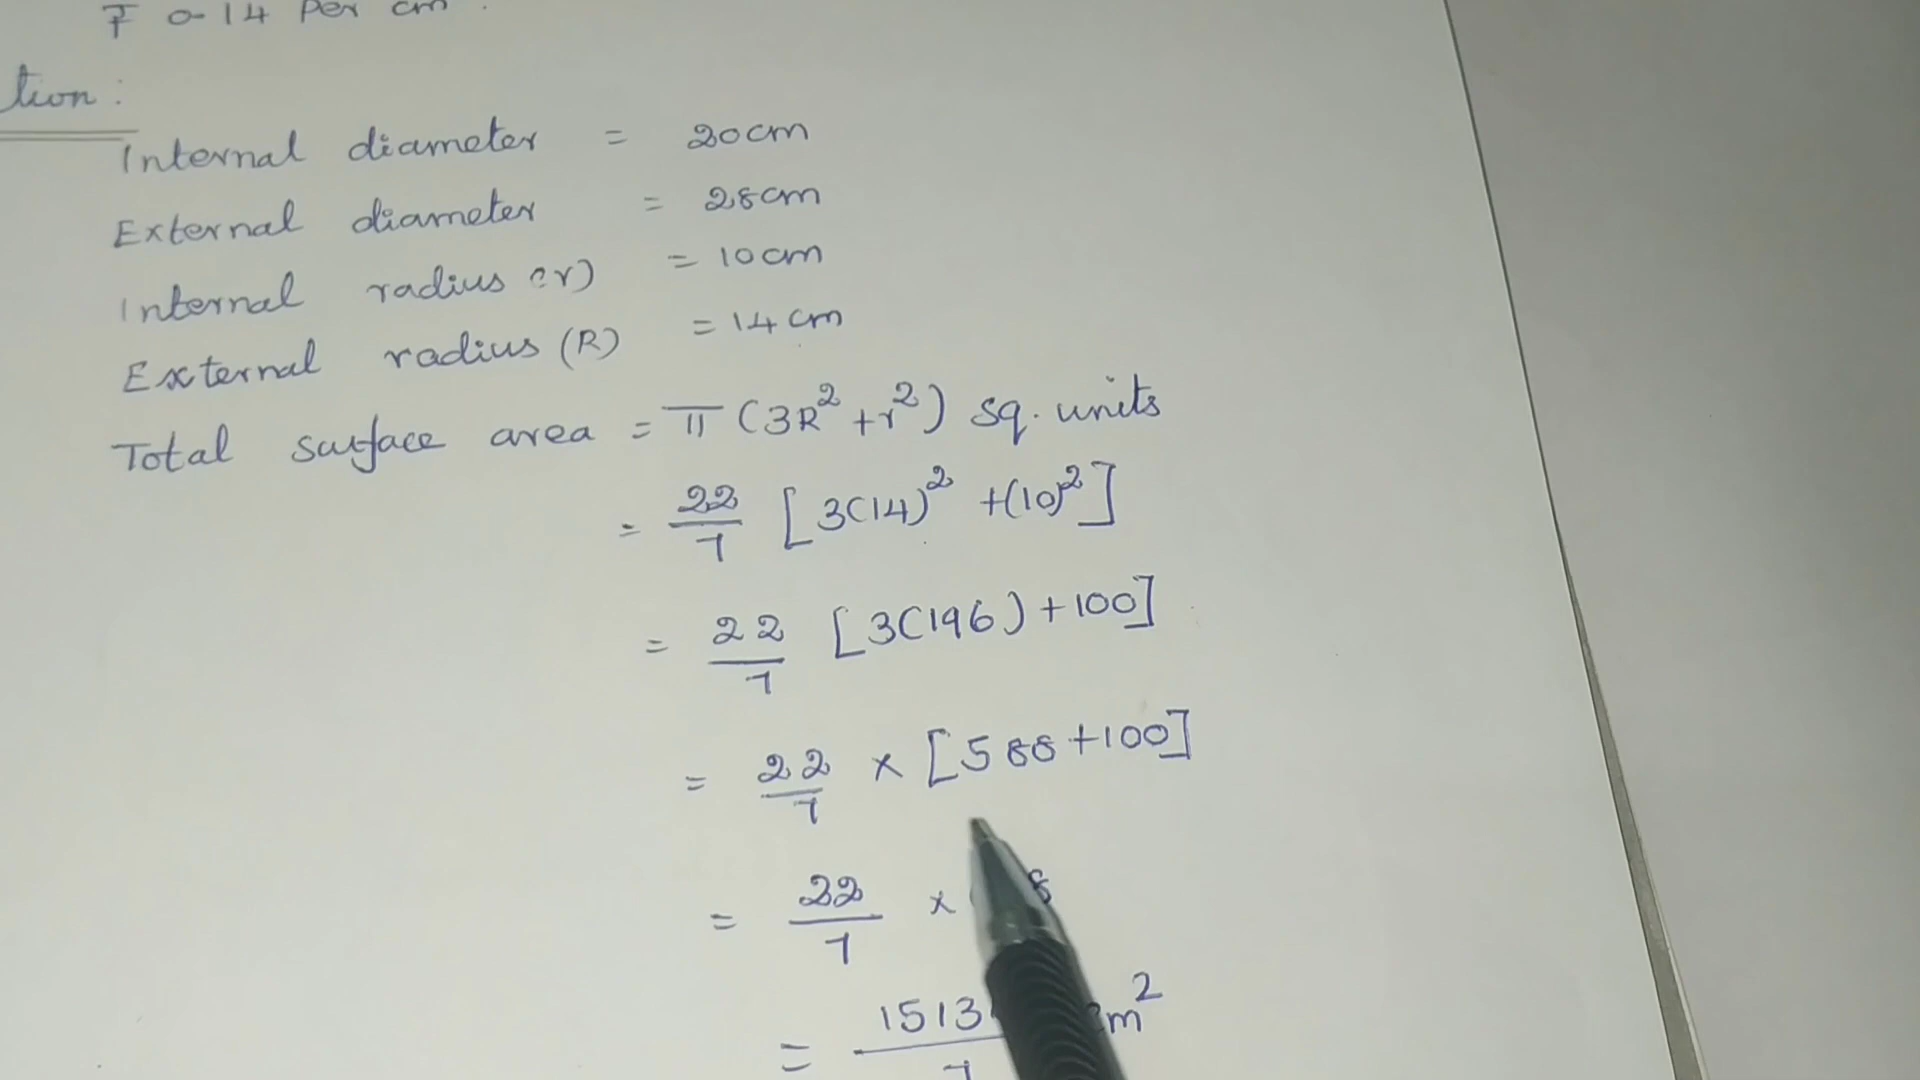 ₹ 0-14 Per cm
tion:
Internal diameter = 20cm
External diameter = 28cm
Internal radius (r) = 10cm
External radius (R) = 14cm
Total surface area = π (3R² + r²) sq. units
= 22/7 [3(14)² + (10)²]
= 22/7 [3(196) + 100]
= 22/7 × [588 + 100]
= 22/7 ×
= 1513 /7 cm²